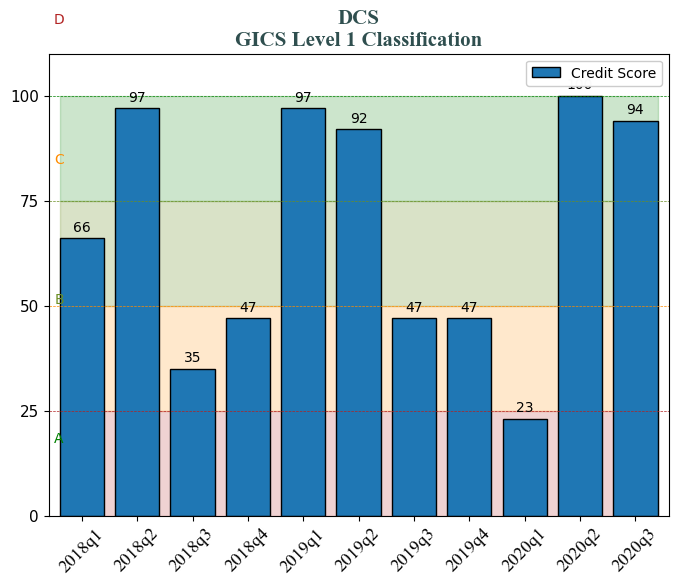 D
DCS
GICS Level 1 Classification
Credit Score
100
97
97
100
94
92
C
75
66
B
50
47
47
47
35
25
23
A
0
2018q1
2018q2
2018q3
2018q4
2019q1
2019q2
2019q3
2019q4
2020q1
2020q2
2020q3